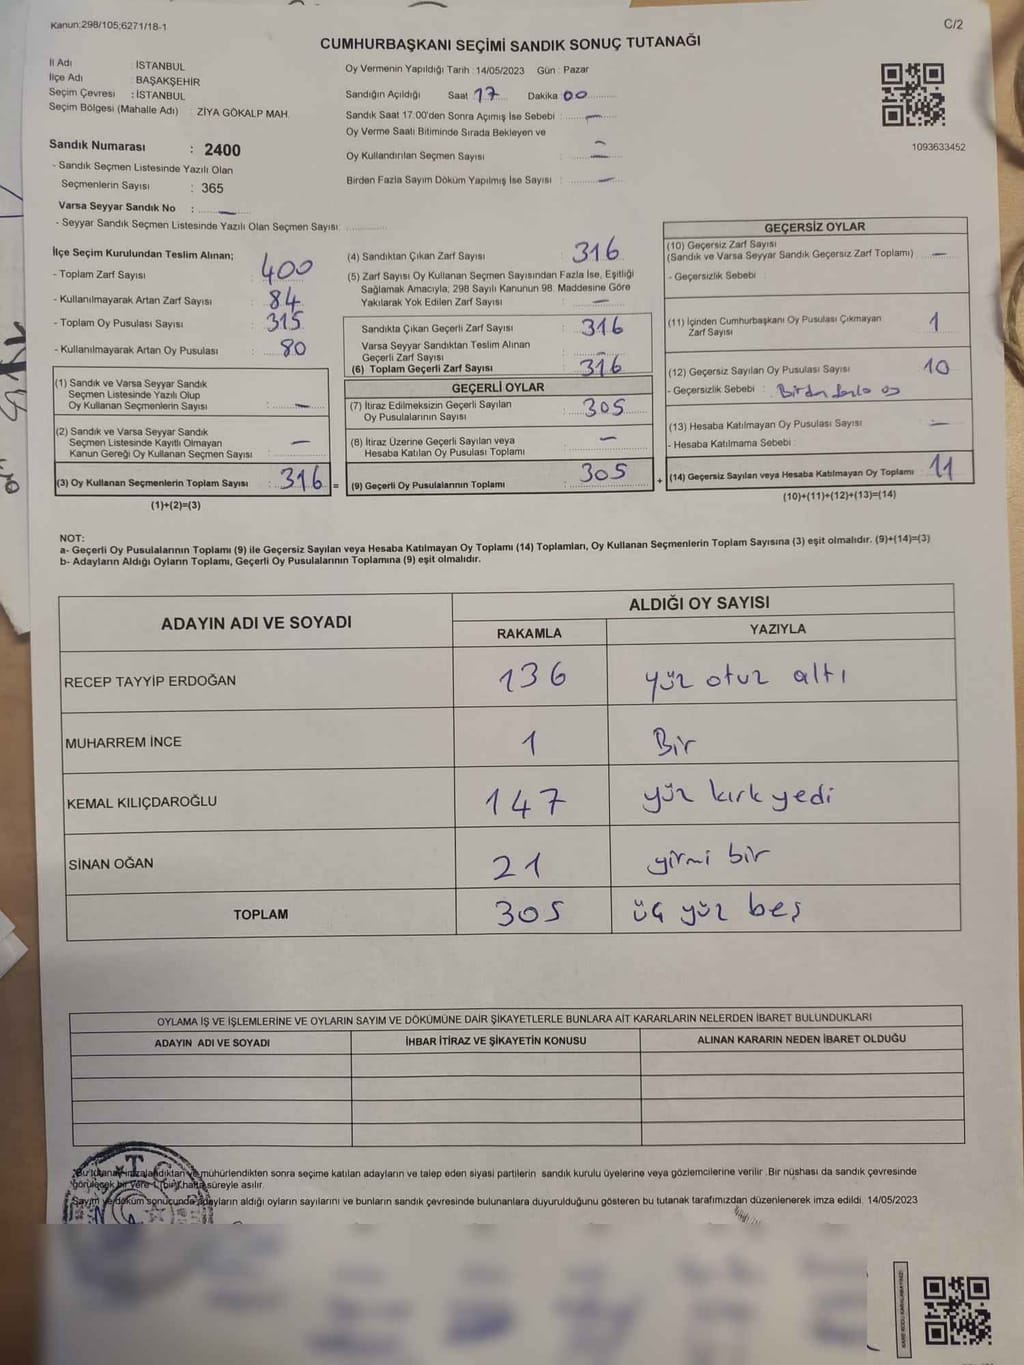 Kanun:298/105,6271/18-1
C/2
CUMHURBAŞKANI SEÇİMİ SANDIK SONUÇ TUTANAĞI
İl Adı : İSTANBUL
İlçe Adı : BAŞAKŞEHİR
Seçim Çevresi : İSTANBUL
Seçim Bölgesi (Mahalle Adı) : ZİYA GÖKALP MAH.
Oy Vermenin Yapıldığı Tarih : 14/05/2023 Gün : Pazar
Sandığın Açıldığı Saat 17 Dakika 00
Sandık Saat 17:00'den Sonra Açımış İse Sebebi : —
Oy Verme Saati Bitiminde Sırada Bekleyen ve
Oy Kullandırılan Seçmen Sayısı : —
Birden Fazla Sayım Döküm Yapılmış İse Sayısı : —
1093633452
Sandık Numarası : 2400
- Sandık Seçmen Listesinde Yazılı Olan
Seçmenlerin Sayısı : 365
Varsa Seyyar Sandık No : —
- Seyyar Sandık Seçmen Listesinde Yazılı Olan Seçmen Sayısı:
İlçe Seçim Kurulundan Teslim Alınan;
- Toplam Zarf Sayısı : 400
- Kullanılmayarak Artan Zarf Sayısı : 84
- Toplam Oy Pusulası Sayısı : 315
- Kullanılmayarak Artan Oy Pusulası : 80
(1) Sandık ve Varsa Seyyar Sandık
Seçmen Listesinde Yazılı Olup
Oy Kullanan Seçmenlerin Sayısı : —
(2) Sandık ve Varsa Seyyar Sandık
Seçmen Listesinde Kayıtlı Olmayan
Kanun Gereği Oy Kullanan Seçmen Sayısı : —
(3) Oy Kullanan Seçmenlerin Toplam Sayısı : 316 =
(1)+(2)=(3)
(4) Sandıktan Çıkan Zarf Sayısı : 316
(5) Zarf Sayısı Oy Kullanan Seçmen Sayısından Fazla İse, Eşitliği
Sağlamak Amacıyla, 298 Sayılı Kanunun 98. Maddesine Göre
Yakılarak Yok Edilen Zarf Sayısı : —
Sandıkta Çıkan Geçerli Zarf Sayısı : 316
Varsa Seyyar Sandıktan Teslim Alınan
Geçerli Zarf Sayısı : —
(6) Toplam Geçerli Zarf Sayısı : 316
GEÇERLİ OYLAR
(7) İtiraz Edilmeksizin Geçerli Sayılan
Oy Pusulalarının Sayısı : 305
(8) İtiraz Üzerine Geçerli Sayılan veya
Hesaba Katılan Oy Pusulası Toplamı : —
(9) Geçerli Oy Pusulalarının Toplamı : 305 +
GEÇERSİZ OYLAR
(10) Geçersiz Zarf Sayısı
(Sandık ve Varsa Seyyar Sandık Geçersiz Zarf Toplamı) : —
- Geçersizlik Sebebi :
(11) İçinden Cumhurbaşkanı Oy Pusulası Çıkmayan
Zarf Sayısı : 1
(12) Geçersiz Sayılan Oy Pusulası Sayısı : 10
- Geçersizlik Sebebi : Birden fazla oy
(13) Hesaba Katılmayan Oy Pusulası Sayısı : —
- Hesaba Katılmama Sebebi :
(14) Geçersiz Sayılan veya Hesaba Katılmayan Oy Toplamı : 11
(10)+(11)+(12)+(13)=(14)
NOT:
a- Geçerli Oy Pusulalarının Toplamı (9) ile Geçersiz Sayılan veya Hesaba Katılmayan Oy Toplamı (14) Toplamları, Oy Kullanan Seçmenlerin Toplam Sayısına (3) eşit olmalıdır. (9)+(14)=(3)
b- Adayların Aldığı Oyların Toplamı, Geçerli Oy Pusulalarının Toplamına (9) eşit olmalıdır.
ADAYIN ADI VE SOYADI
ALDIĞI OY SAYISI
RAKAMLA
YAZIYLA
RECEP TAYYİP ERDOĞAN 136 yüz otuz altı
MUHARREM İNCE 1 Bir
KEMAL KILIÇDAROĞLU 147 yüz kırk yedi
SİNAN OĞAN 21 yirmi bir
TOPLAM 305 üç yüz beş
OYLAMA İŞ VE İŞLEMLERİNE VE OYLARIN SAYIM VE DÖKÜMÜNE DAİR ŞİKAYETLERLE BUNLARA AİT KARARLARIN NELERDEN İBARET BULUNDUKLARI
ADAYIN ADI VE SOYADI
İHBAR İTİRAZ VE ŞİKAYETİN KONUSU
ALINAN KARARIN NEDEN İBARET OLDUĞU
Bu tutanak imzalandıktan ve mühürlendikten sonra seçime katılan adayların ve talep eden siyasi partilerin sandık kurulu üyelerine veya gözlemcilerine verilir. Bir nüshası da sandık çevresinde
görülecek bir yere 1 (bir) hafta süreyle asılır.
Sayım ve döküm sonucunda adayların aldığı oyların sayılarını ve bunların sandık çevresinde bulunanlara duyurulduğunu gösteren bu tutanak tarafımızdan düzenlenerek imza edildi. 14/05/2023